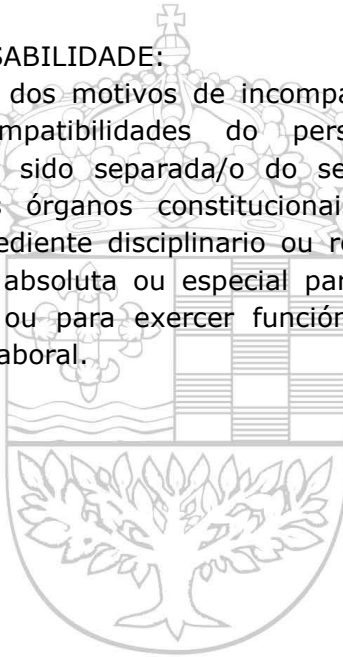 SABILIDADE:
dos motivos de incompa
ompatibilidades do pers
sido separada/o do se
s órganos constitucionai
ediente disciplinario ou re
absoluta ou especial par
ou para exercer función
aboral.